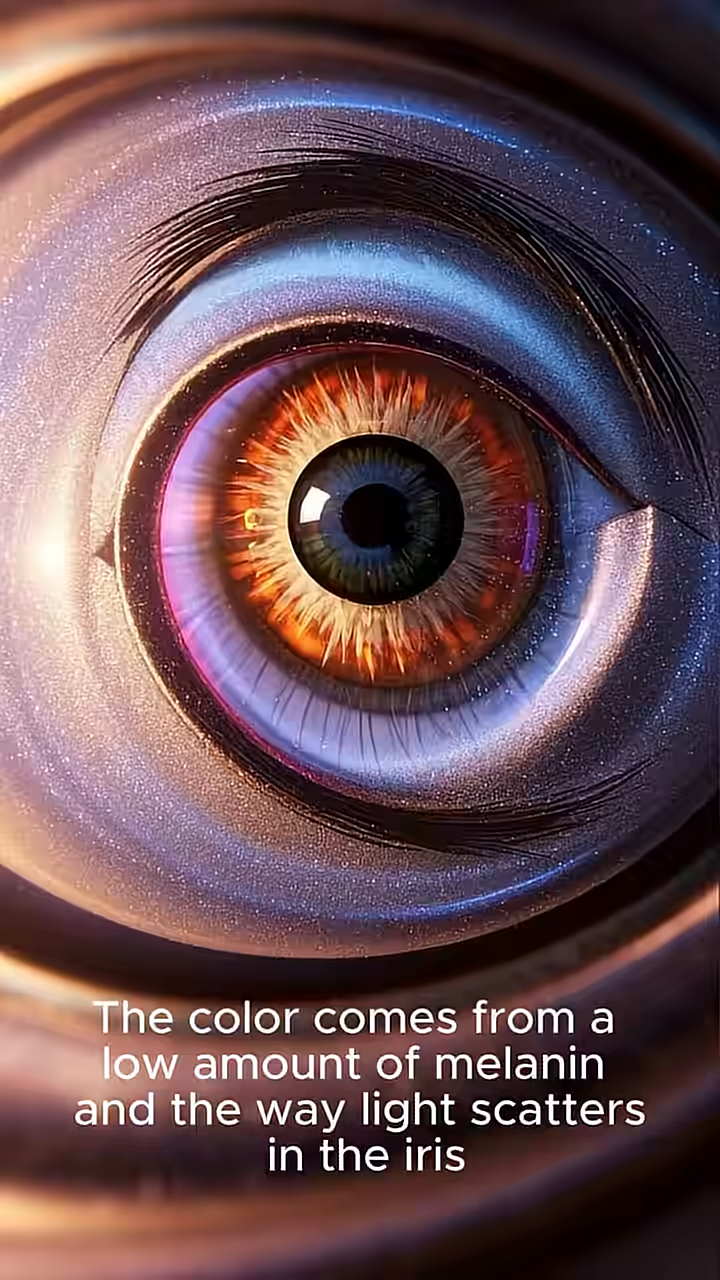 The color comes from a
low amount of melanin
and the way light scatters
in the iris